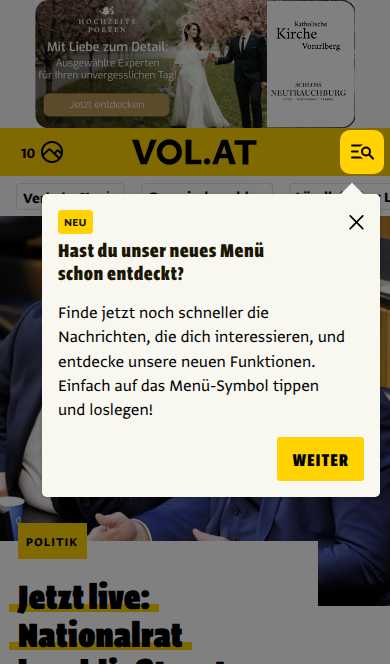 HOCHZEITS
POETEN
Mit Liebe zum Detail:
Ausgewählte Experten
für Ihren unvergesslichen Tag!
Jetzt entdecken
Katholische
Kirche
Vorarlberg
SCHLOSS
NEUTRAUCHBURG
10
VOL.AT
NEU
Hast du unser neues Menü
schon entdeckt?
Finde jetzt noch schneller die
Nachrichten, die dich interessieren, und
entdecke unsere neuen Funktionen.
Einfach auf das Menü-Symbol tippen
und loslegen!
WEITER
POLITIK
Jetzt live:
Nationalrat